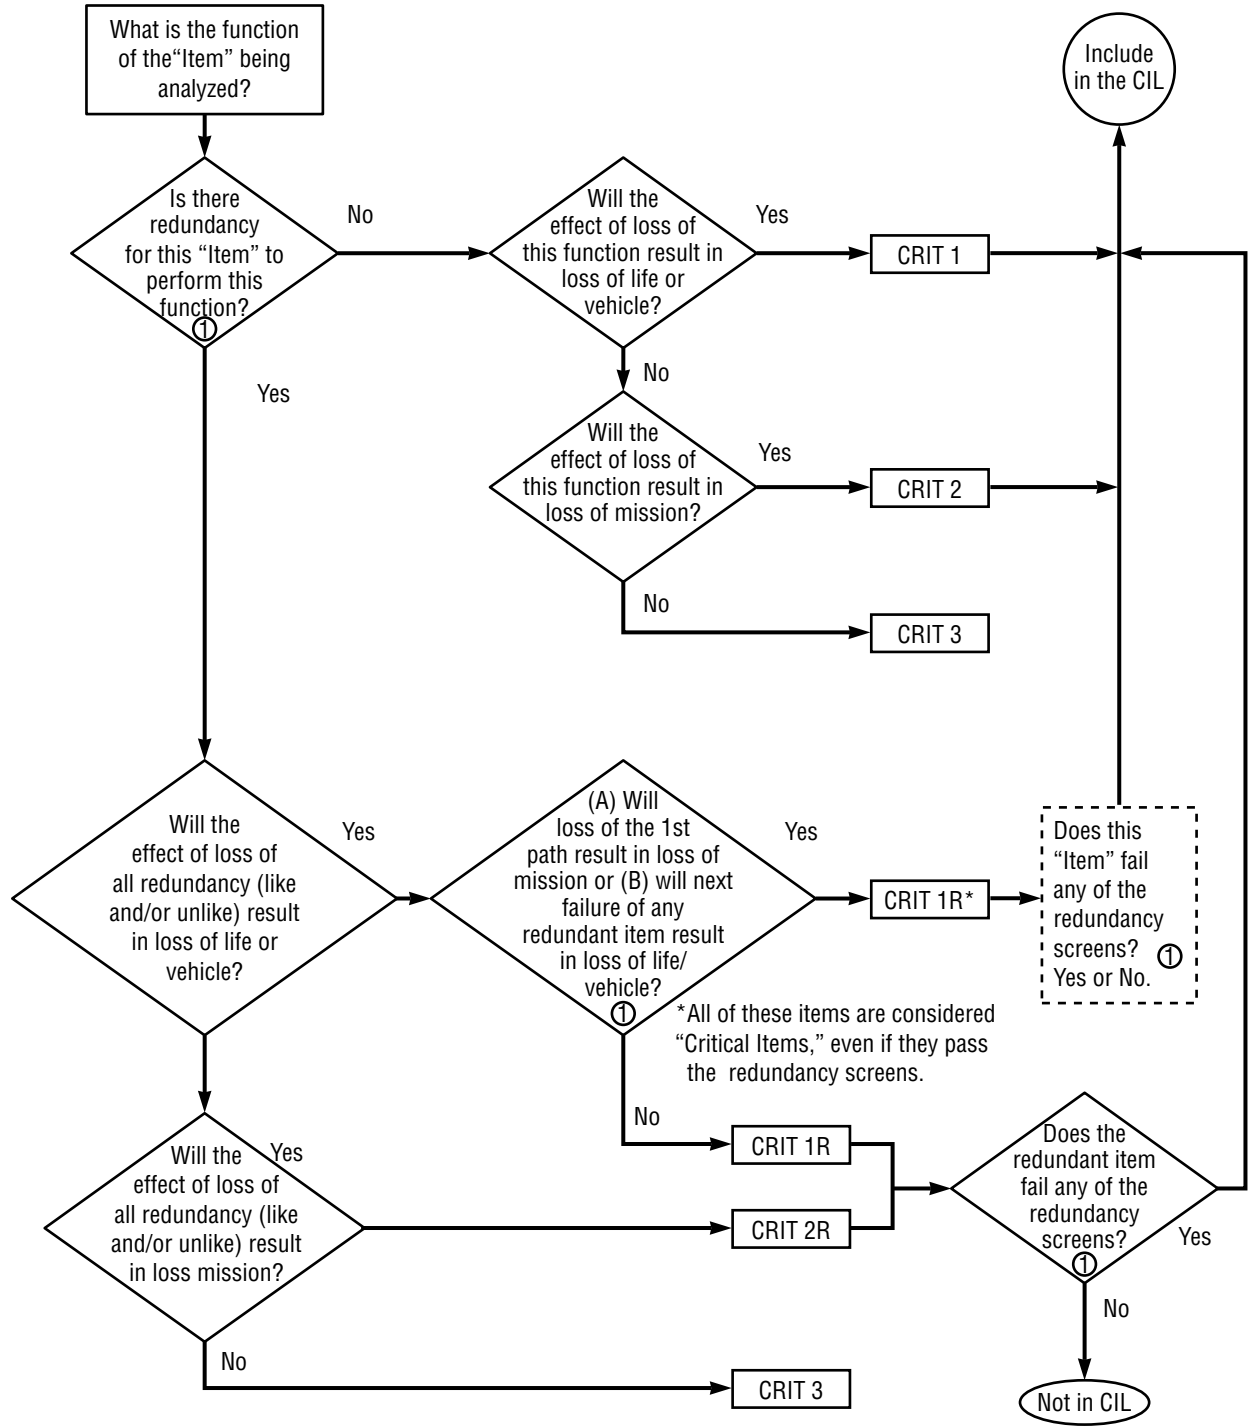 What is the function
of the“Item” being
analyzed?
Include
in the CIL
Is there
redundancy
for this “Item” to
perform this
function?
1
No
Will the
effect of loss of
this function result in
loss of life or
vehicle?
Yes
CRIT 1
Yes
No
Will the
effect of loss of
this function result in
loss of mission?
Yes
CRIT 2
No
CRIT 3
Will the
effect of loss of
all redundancy (like
and/or unlike) result
in loss of life or
vehicle?
Yes
(A) Will
loss of the 1st
path result in loss of
mission or (B) will next
failure of any
redundant item result
in loss of life/
vehicle?
1
Yes
CRIT 1R*
Does this
“Item” fail
any of the
redundancy
screens?
1
Yes or No.
*All of these items are considered
“Critical Items,” even if they pass
the redundancy screens.
No
CRIT 1R
Will the
effect of loss of
all redundancy (like
and/or unlike) result
in loss mission?
Yes
CRIT 2R
Does the
redundant item
fail any of the
redundancy
screens?
1
Yes
No
Not in CIL
No
CRIT 3